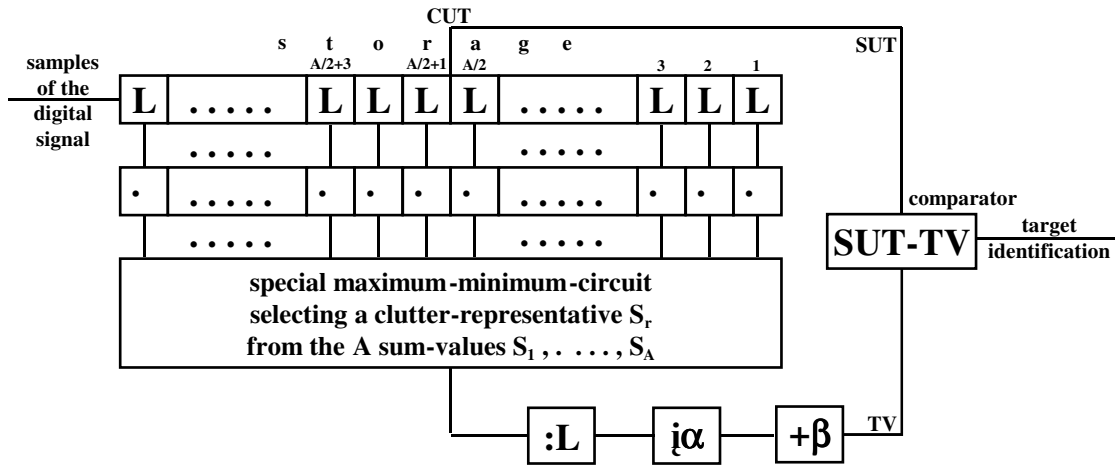 CUT
s t o r a g e
SUT
samples of the digital signal
A/2+3 A/2+1 A/2 3 2 1
L . . . . . L L L L . . . . . L L L
. . . . . . . . . .
. . . . . . . . . . . . . . . . . .
. . . . . . . . . .
comparator
SUT-TV
target identification
special maximum-minimum-circuit
selecting a clutter-representative Sr
from the A sum-values S1 , . . . . , SA
:L įα +β TV